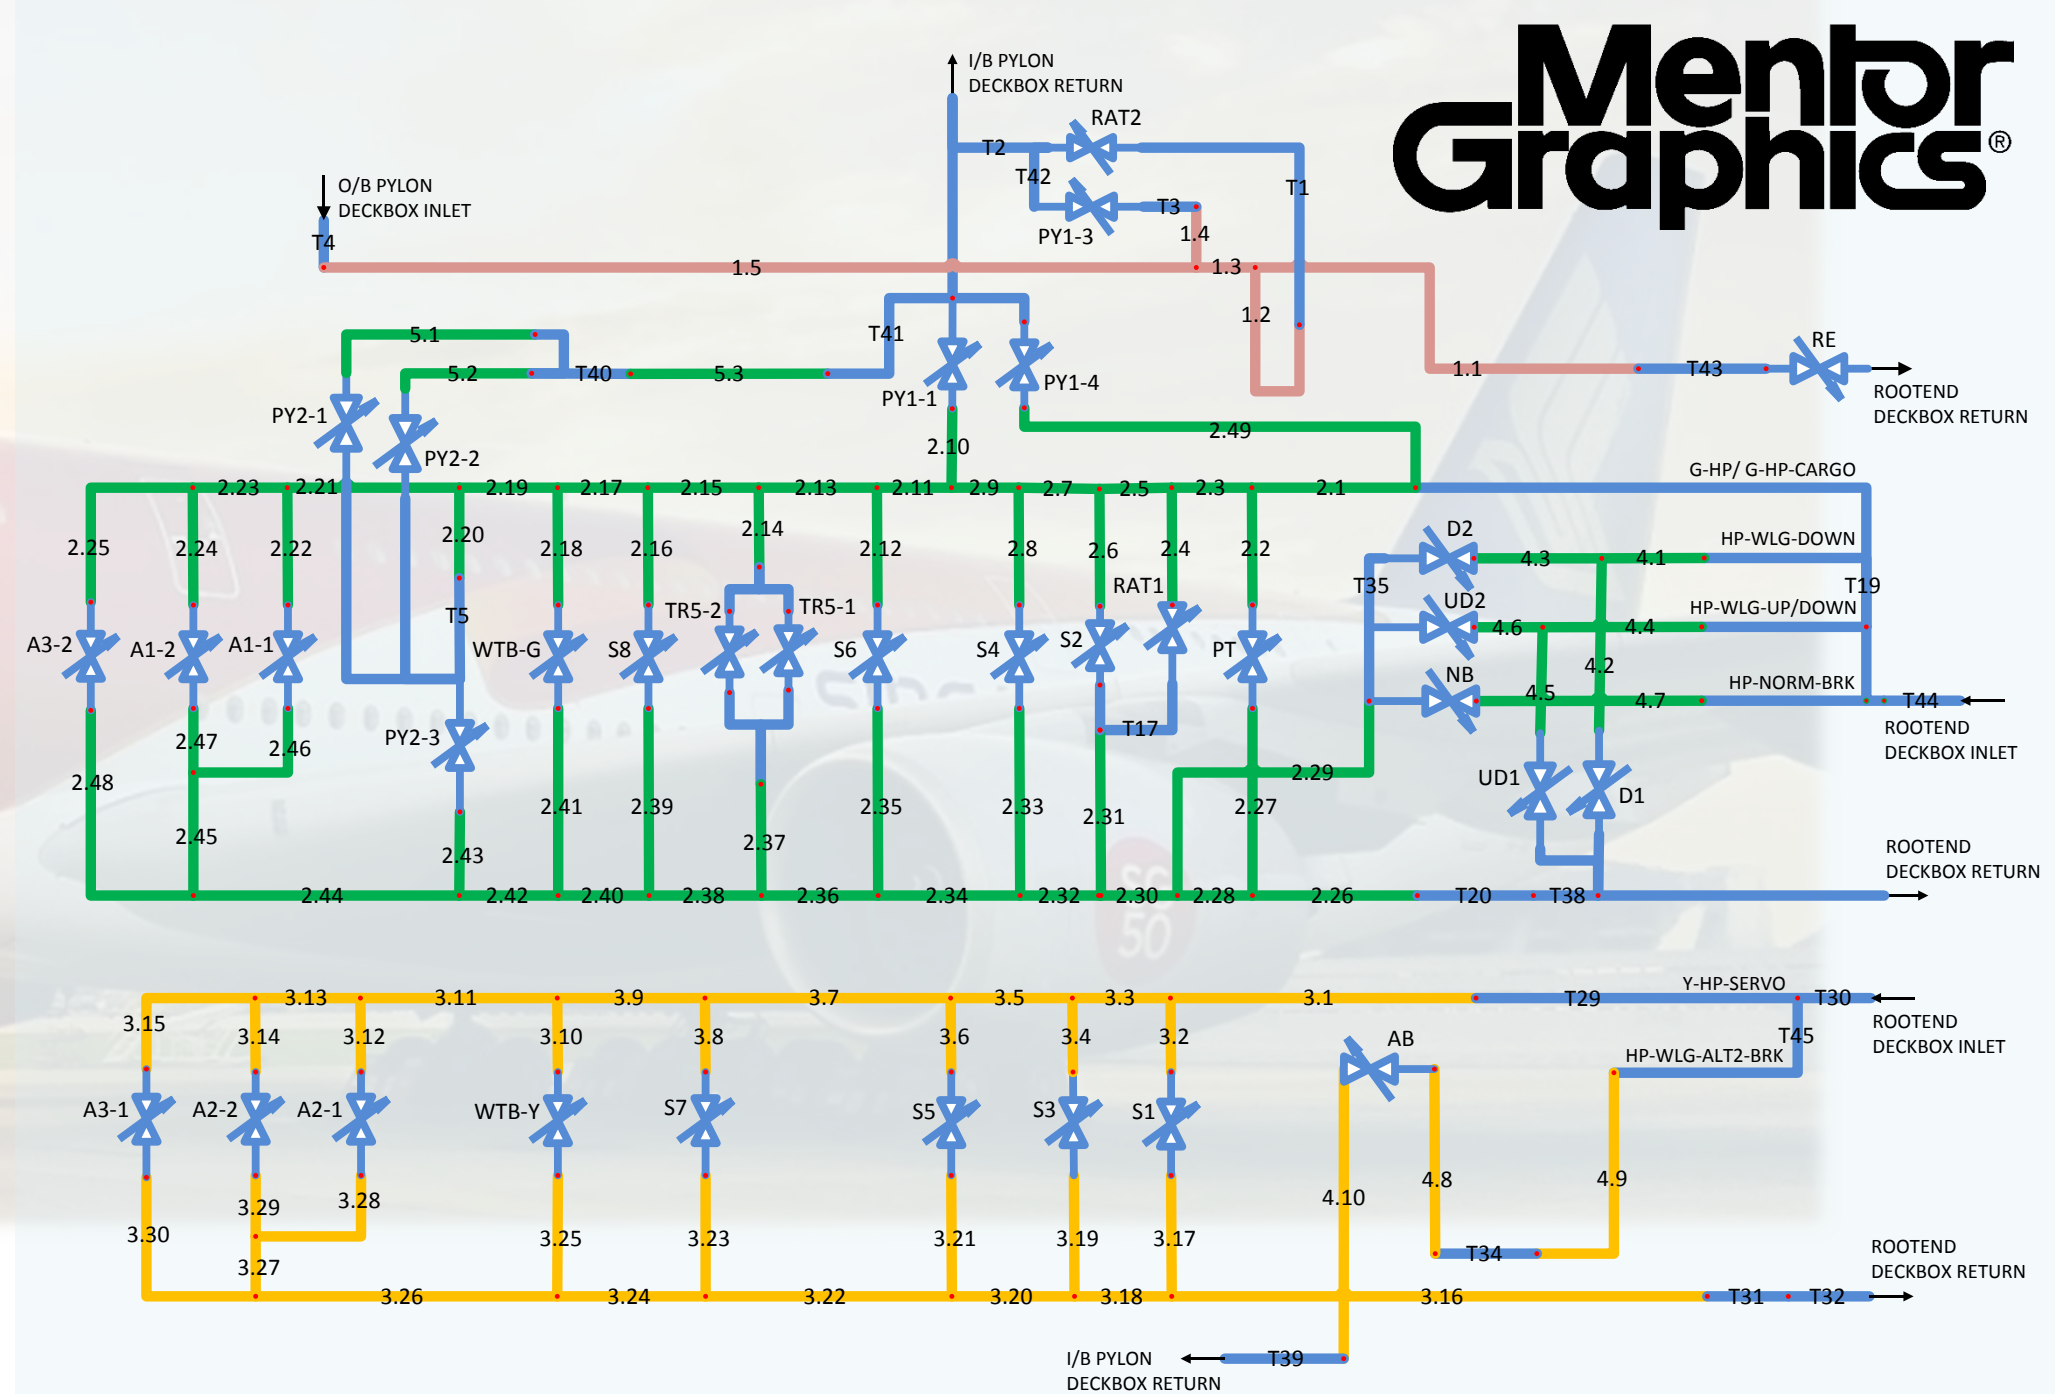 Mentor
Graphics®
I/B PYLON
DECKBOX RETURN
RAT2
T2
T42
T1
O/B PYLON
DECKBOX INLET
T4
T3
PY1-3
1.4
1.5
1.3
1.2
5.1
T41
RE
5.2
T40
5.3
PY1-1
PY1-4
1.1
T43
ROOTEND
DECKBOX RETURN
PY2-1
PY2-2
2.10
2.49
G-HP/ G-HP-CARGO
2.23
2.21
2.19
2.17
2.15
2.13
2.11
2.9
2.7
2.5
2.3
2.1
2.25
2.24
2.22
2.20
2.18
2.16
2.14
2.12
2.8
2.6
2.4
2.2
D2
HP-WLG-DOWN
4.3
4.1
T35
T19
RAT1
UD2
HP-WLG-UP/DOWN
4.6
4.4
T5
TR5-2
TR5-1
A3-2
A1-2
A1-1
WTB-G
S8
S6
S4
S2
PT
4.2
NB
HP-NORM-BRK
4.5
4.7
T44
ROOTEND
DECKBOX INLET
2.47
2.46
PY2-3
T17
2.48
2.29
UD1
D1
2.45
2.43
2.41
2.39
2.37
2.35
2.33
2.31
2.27
ROOTEND
DECKBOX RETURN
2.44
2.42
2.40
2.38
2.36
2.34
2.32
2.30
2.28
2.26
T20
T38
50
Y-HP-SERVO
3.13
3.11
3.9
3.7
3.5
3.3
3.1
T29
T30
ROOTEND
DECKBOX INLET
3.15
3.14
3.12
3.10
3.8
3.6
3.4
3.2
AB
T45
HP-WLG-ALT2-BRK
A3-1
A2-2
A2-1
WTB-Y
S7
S5
S3
S1
4.10
4.8
4.9
3.30
3.29
3.28
3.27
3.25
3.23
3.21
3.19
3.17
T34
ROOTEND
DECKBOX RETURN
3.26
3.24
3.22
3.20
3.18
3.16
T31
T32
I/B PYLON
DECKBOX RETURN
T39